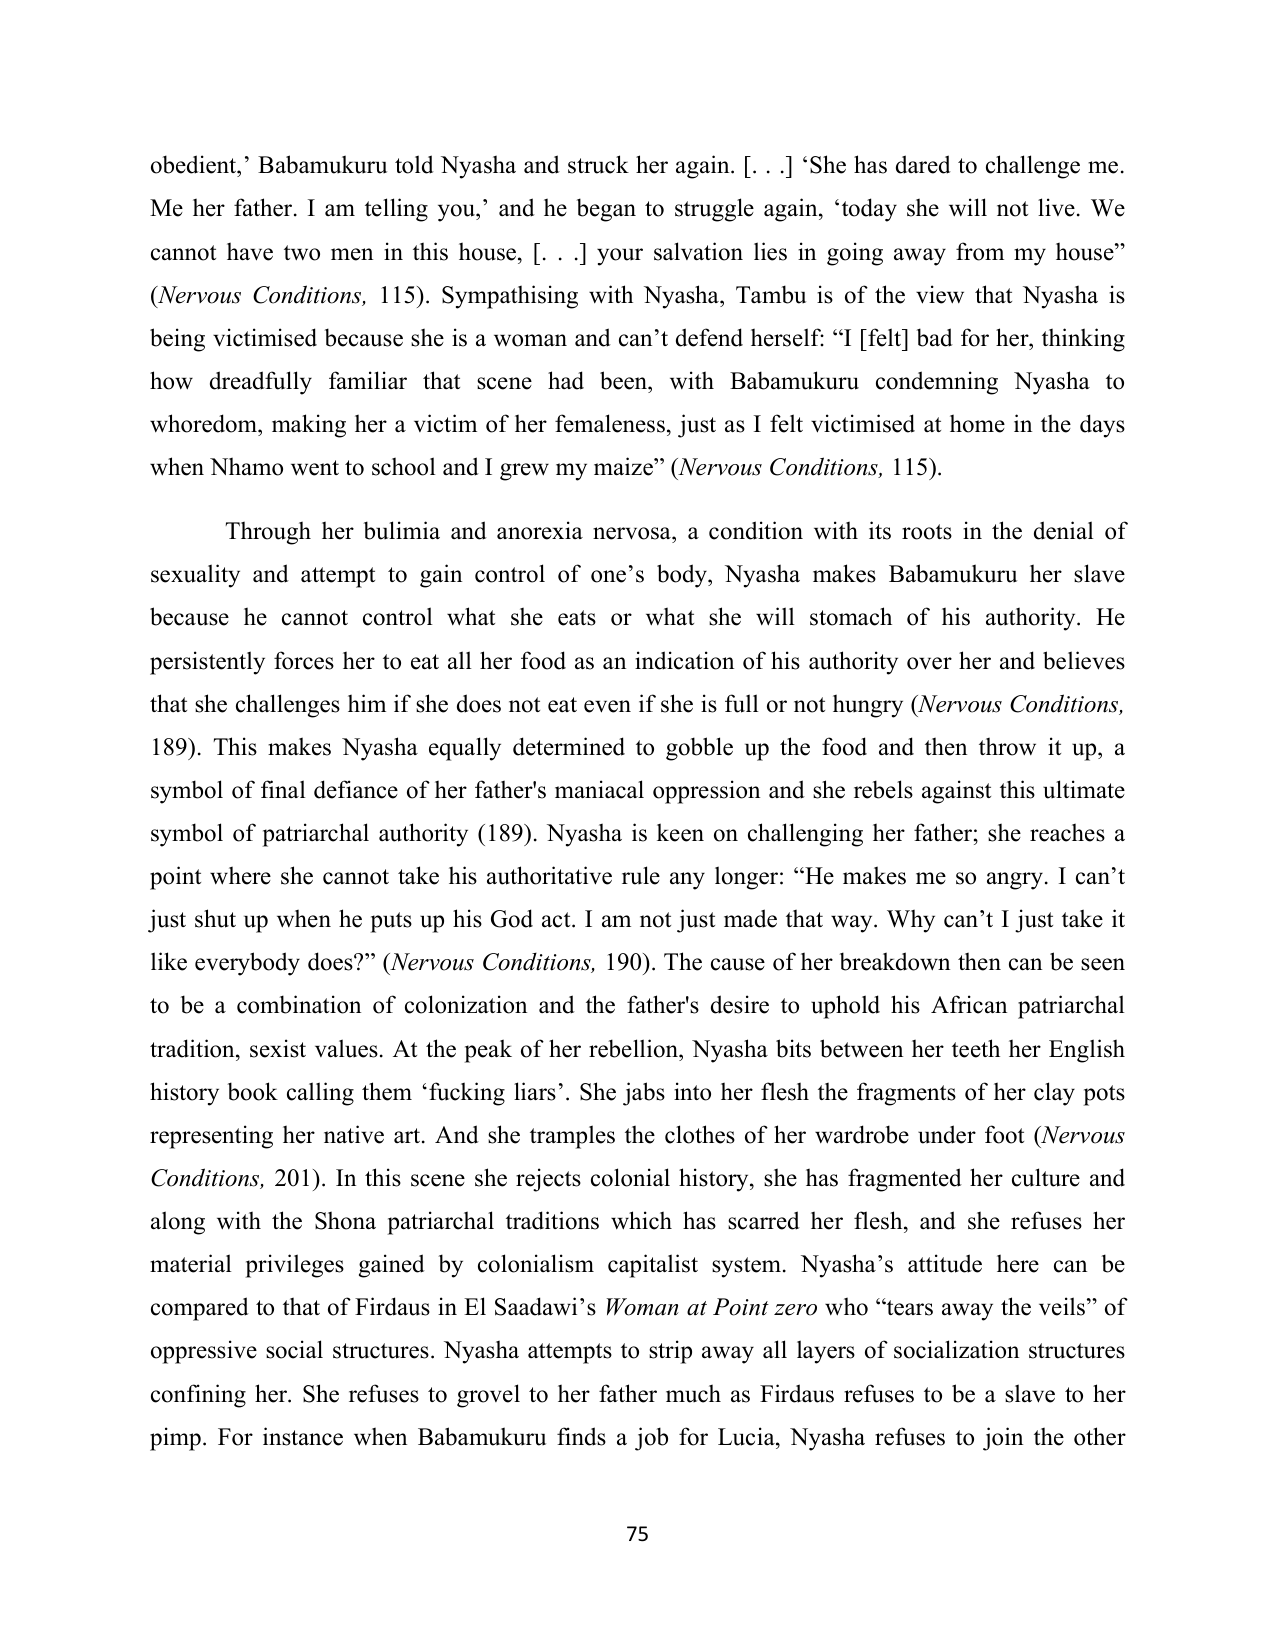 obedient,’ Babamukuru told Nyasha and struck her again. [. . .] ‘She has dared to challenge me.
Me her father. I am telling you,’ and he began to struggle again, ‘today she will not live. We
cannot have two men in this house, [. . .] your salvation lies in going away from my house”
(Nervous Conditions, 115). Sympathising with Nyasha, Tambu is of the view that Nyasha is
being victimised because she is a woman and can’t defend herself: “I [felt] bad for her, thinking
how dreadfully familiar that scene had been, with Babamukuru condemning Nyasha to
whoredom, making her a victim of her femaleness, just as I felt victimised at home in the days
when Nhamo went to school and I grew my maize” (Nervous Conditions, 115).
Through her bulimia and anorexia nervosa, a condition with its roots in the denial of
sexuality and attempt to gain control of one’s body, Nyasha makes Babamukuru her slave
because he cannot control what she eats or what she will stomach of his authority. He
persistently forces her to eat all her food as an indication of his authority over her and believes
that she challenges him if she does not eat even if she is full or not hungry (Nervous Conditions,
189). This makes Nyasha equally determined to gobble up the food and then throw it up, a
symbol of final defiance of her father's maniacal oppression and she rebels against this ultimate
symbol of patriarchal authority (189). Nyasha is keen on challenging her father; she reaches a
point where she cannot take his authoritative rule any longer: “He makes me so angry. I can’t
just shut up when he puts up his God act. I am not just made that way. Why can’t I just take it
like everybody does?” (Nervous Conditions, 190). The cause of her breakdown then can be seen
to be a combination of colonization and the father's desire to uphold his African patriarchal
tradition, sexist values. At the peak of her rebellion, Nyasha bits between her teeth her English
history book calling them ‘fucking liars’. She jabs into her flesh the fragments of her clay pots
representing her native art. And she tramples the clothes of her wardrobe under foot (Nervous
Conditions, 201). In this scene she rejects colonial history, she has fragmented her culture and
along with the Shona patriarchal traditions which has scarred her flesh, and she refuses her
material privileges gained by colonialism capitalist system. Nyasha’s attitude here can be
compared to that of Firdaus in El Saadawi’s Woman at Point zero who “tears away the veils” of
oppressive social structures. Nyasha attempts to strip away all layers of socialization structures
confining her. She refuses to grovel to her father much as Firdaus refuses to be a slave to her
pimp. For instance when Babamukuru finds a job for Lucia, Nyasha refuses to join the other
75